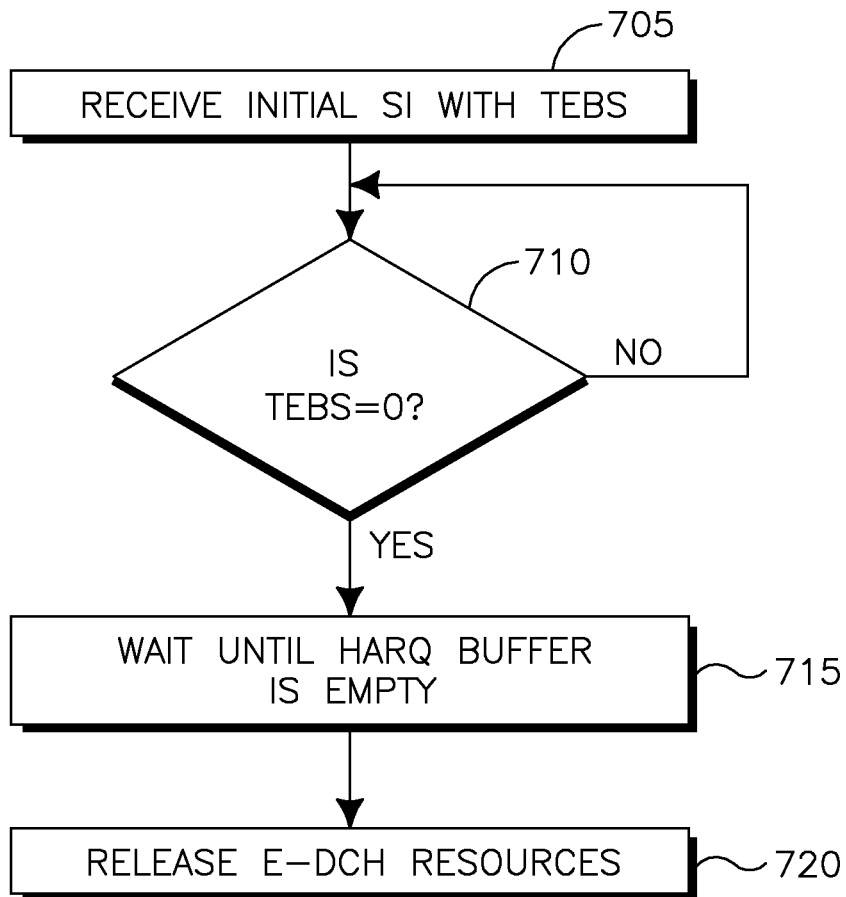 705
RECEIVE INITIAL SI WITH TEBS
710
IS
TEBS=0?
NO
YES
WAIT UNTIL HARQ BUFFER
IS EMPTY
715
RELEASE E-DCH RESOURCES
720